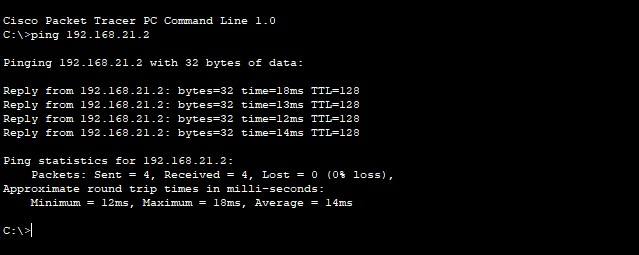 Cisco Packet Tracer PC Command Line 1.0
C:\>ping 192.168.21.2
Pinging 192.168.21.2 with 32 bytes of data:
Reply from 192.168.21.2: bytes=32 time=18ms TTL=128
Reply from 192.168.21.2: bytes=32 time=13ms TTL=128
Reply from 192.168.21.2: bytes=32 time=12ms TTL=128
Reply from 192.168.21.2: bytes=32 time=14ms TTL=128
Ping statistics for 192.168.21.2:
    Packets: Sent = 4, Received = 4, Lost = 0 (0% loss),
Approximate round trip times in milli-seconds:
    Minimum = 12ms, Maximum = 18ms, Average = 14ms
C:\>